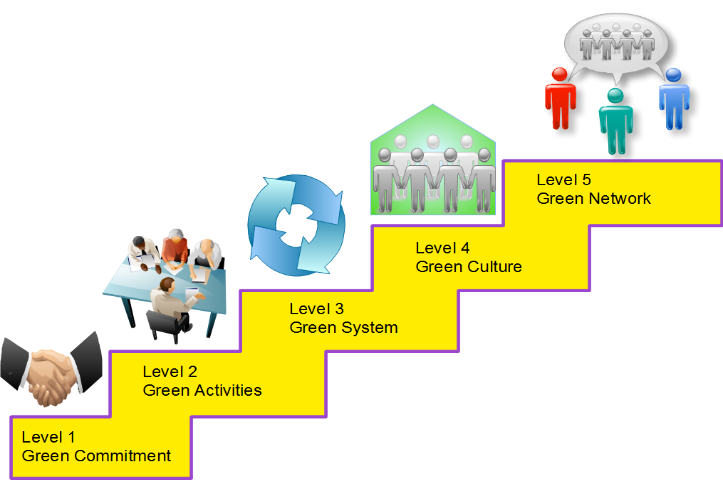 Level 5
Green Network
Level 4
Green Culture
Level 3
Green System
Level 2
Green Activities
Level 1
Green Commitment